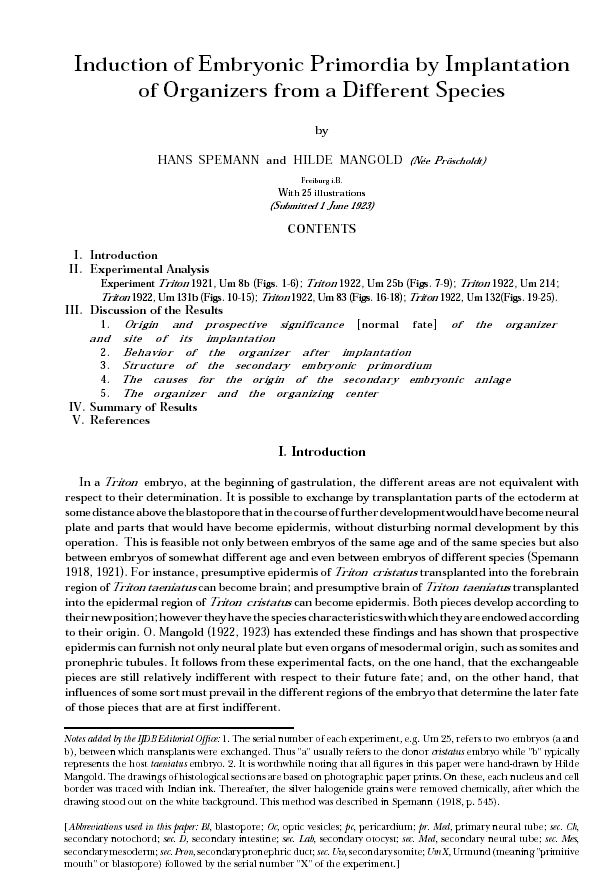 Induction of Embryonic Primordia by Implantation
of Organizers from a Different Species
by
HANS SPEMANN and HILDE MANGOLD (Née Pröscholdt)
Freiburg i.B.
With 25 illustrations
(Submitted 1 June 1923)
CONTENTS
I. Introduction
II. Experimental Analysis
Experiment Triton 1921, Um 8b (Figs. 1-6); Triton 1922, Um 25b (Figs. 7-9); Triton 1922, Um 214;
Triton 1922, Um 131b (Figs. 10-15); Triton 1922, Um 83 (Figs. 16-18); Triton 1922, Um 132(Figs. 19-25).
III. Discussion of the Results
1. Origin and prospective significance [normal fate] of the organizer
and site of its implantation
2. Behavior of the organizer after implantation
3. Structure of the secondary embryonic primordium
4. The causes for the origin of the secondary embryonic anlage
5. The organizer and the organizing center
IV. Summary of Results
V. References
I. Introduction
In a Triton embryo, at the beginning of gastrulation, the different areas are not equivalent with
respect to their determination. It is possible to exchange by transplantation parts of the ectoderm at
some distance above the blastopore that in the course of further development would have become neural
plate and parts that would have become epidermis, without disturbing normal development by this
operation. This is feasible not only between embryos of the same age and of the same species but also
between embryos of somewhat different age and even between embryos of different species (Spemann
1918, 1921). For instance, presumptive epidermis of Triton cristatus transplanted into the forebrain
region of Triton taeniatus can become brain; and presumptive brain of Triton taeniatus transplanted
into the epidermal region of Triton cristatus can become epidermis. Both pieces develop according to
their new position; however they have the species characteristics with which they are endowed according
to their origin. O. Mangold (1922, 1923) has extended these findings and has shown that prospective
epidermis can furnish not only neural plate but even organs of mesodermal origin, such as somites and
pronephric tubules. It follows from these experimental facts, on the one hand, that the exchangeable
pieces are still relatively indifferent with respect to their future fate; and, on the other hand, that
influences of some sort must prevail in the different regions of the embryo that determine the later fate
of those pieces that are at first indifferent.
Notes added by the IJDB Editorial Office: 1. The serial number of each experiment, e.g. Um 25, refers to two embryos (a and
b), between which transplants were exchanged. Thus "a" usually refers to the donor cristatus embryo while "b" typically
represents the host taeniatus embryo. 2. It is worthwhile noting that all figures in this paper were hand-drawn by Hilde
Mangold. The drawings of histological sections are based on photographic paper prints. On these, each nucleus and cell
border was traced with Indian ink. Thereafter, the silver halogenide grains were removed chemically, after which the
drawing stood out on the white background. This method was described in Spemann (1918, p. 545).
[Abbreviations used in this paper: Bl, blastopore; Oc, optic vesicles; pc, pericardium; pr. Med, primary neural tube; sec. Ch,
secondary notochord; sec. D, secondary intestine; sec. Lab, secondary otocyst; sec. Med, secondary neural tube; sec. Mes,
secondary mesoderm; sec. Pron, secondary pronephric duct; sec. Uso, secondary somite; Um X, Urmund (meaning "primitive
mouth" or blastopore) followed by the serial number "X" of the experiment.]